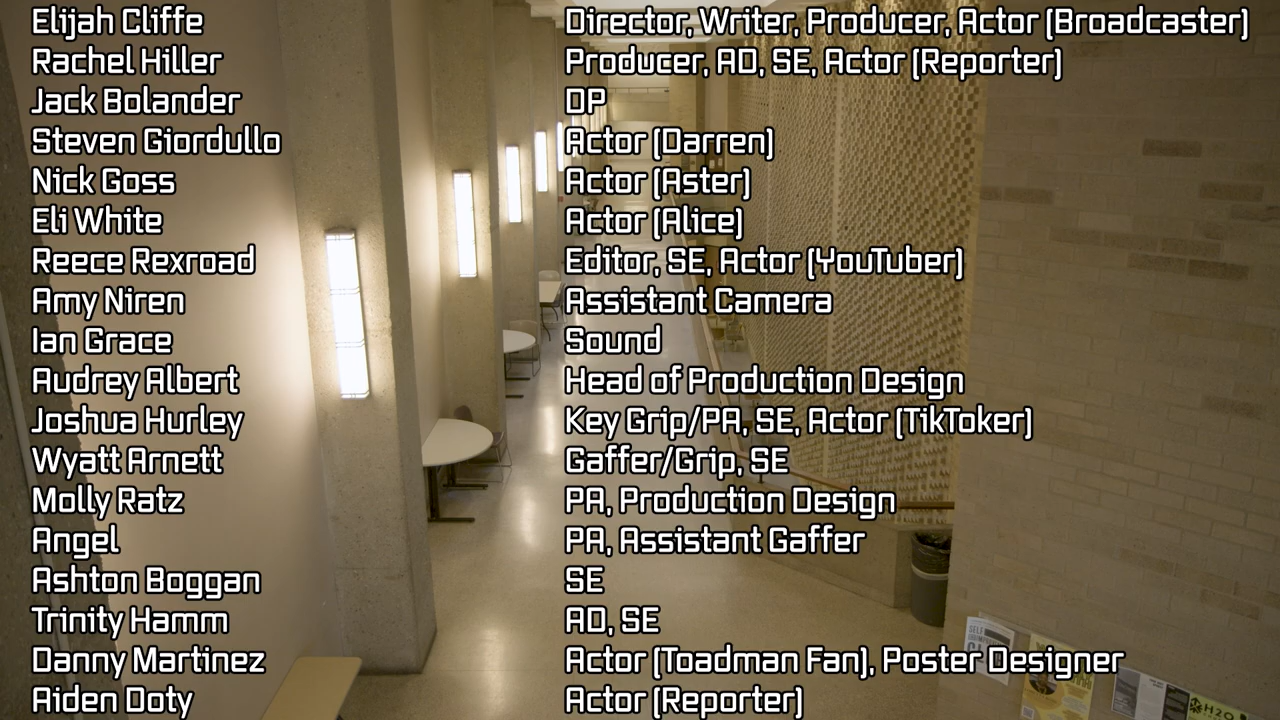 Elijah Cliffe Director, Writer, Producer, Actor (Broadcaster)
Rachel Hiller Producer, AD, SE, Actor (Reporter)
Jack Bolander DP
Steven Giordullo Actor (Darren)
Nick Goss Actor (Aster)
Eli White Actor (Alice)
Reece Rexroad Editor, SE, Actor (YouTuber)
Amy Niren Assistant Camera
Ian Grace Sound
Audrey Albert Head of Production Design
Joshua Hurley Key Grip/PA, SE, Actor (TikToker)
Wyatt Arnett Gaffer/Grip, SE
Molly Ratz PA, Production Design
Angel PA, Assistant Gaffer
Ashton Boggan SE
Trinity Hamm AD, SE
Danny Martinez Actor (Toadman Fan), Poster Designer
Aiden Doty Actor (Reporter)
SELF
H2O